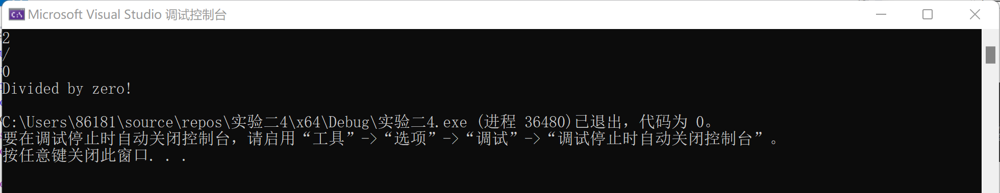 Microsoft Visual Studio 调试控制台
2
/
0
Divided by zero!
C:\Users\86181\source\repos\实验二4\x64\Debug\实验二4.exe (进程 36480)已退出，代码为 0。
要在调试停止时自动关闭控制台，请启用“工具”->“选项”->“调试”->“调试停止时自动关闭控制台”。
按任意键关闭此窗口. . .